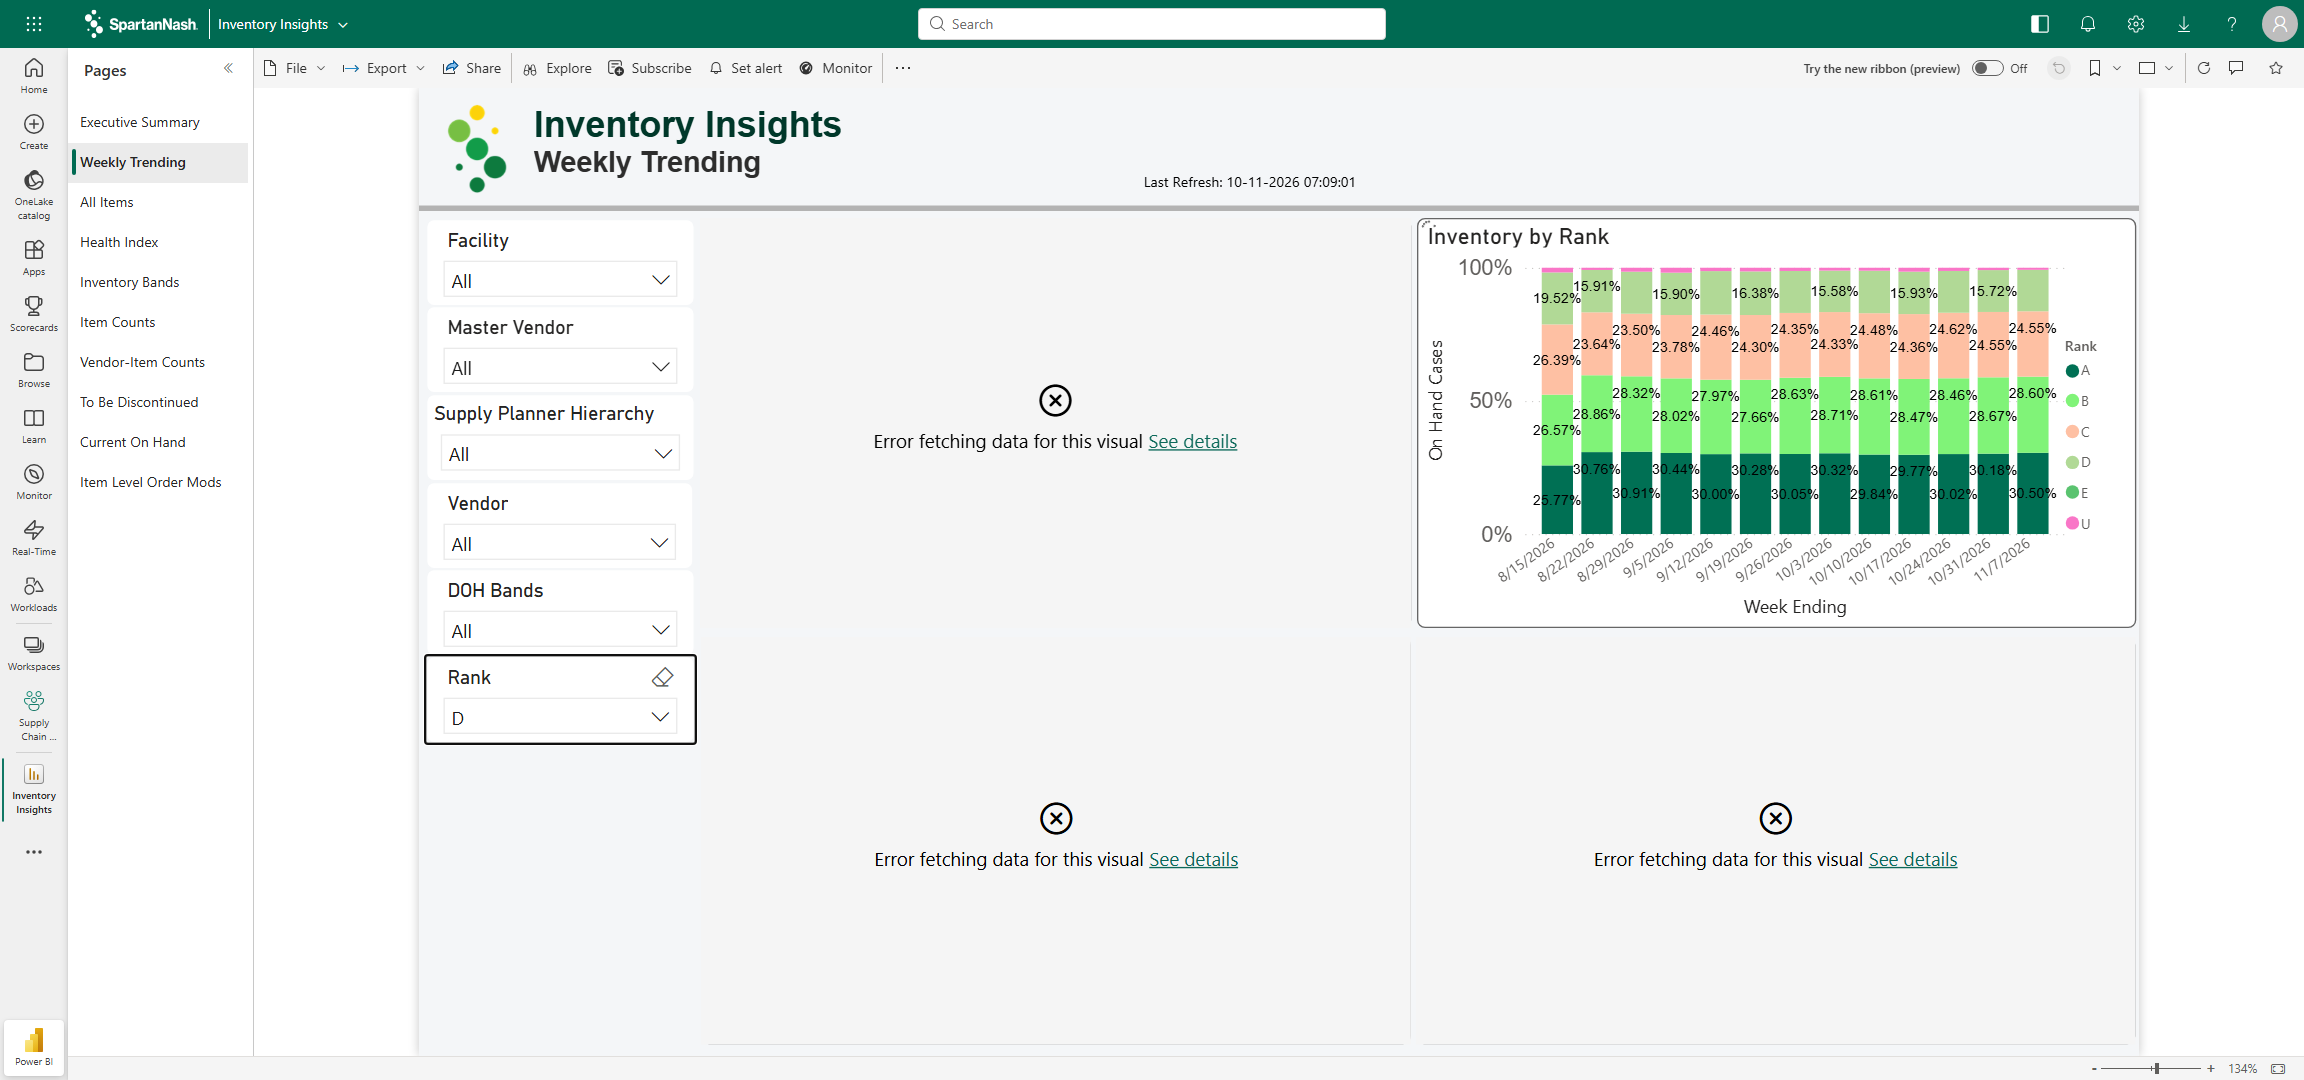 SpartanNash
Inventory Insights
Search
Home
Create
OneLake
catalog
Apps
Scorecards
Browse
Learn
Monitor
Real-Time
Workloads
Workspaces
Supply
Chain ...
Inventory
Insights
Power BI
Pages
Executive Summary
Weekly Trending
All Items
Health Index
Inventory Bands
Item Counts
Vendor-Item Counts
To Be Discontinued
Current On Hand
Item Level Order Mods
File
Export
Share
Explore
Subscribe
Set alert
Monitor
Try the new ribbon (preview)
Off
Inventory Insights
Weekly Trending
Last Refresh: 10-11-2026 07:09:01
Facility
All
Master Vendor
All
Supply Planner Hierarchy
All
Vendor
All
DOH Bands
All
Rank
D
Error fetching data for this visual See details
Inventory by Rank
100%
50%
0%
On Hand Cases
19.52% 15.91% 15.90% 16.38% 15.58% 15.93% 15.72%
26.39% 23.64% 23.50% 23.78% 24.46% 24.30% 24.35% 24.33% 24.48% 24.36% 24.62% 24.55% 24.55%
26.57% 28.86% 28.32% 28.02% 27.97% 27.66% 28.63% 28.71% 28.61% 28.47% 28.46% 28.67% 28.60%
25.77% 30.76% 30.91% 30.44% 30.00% 30.28% 30.05% 30.32% 29.84% 29.77% 30.02% 30.18% 30.50%
8/15/2026 8/22/2026 8/29/2026 9/5/2026 9/12/2026 9/19/2026 9/26/2026 10/3/2026 10/10/2026 10/17/2026 10/24/2026 10/31/2026 11/7/2026
Week Ending
Rank
A
B
C
D
E
U
Error fetching data for this visual See details
Error fetching data for this visual See details
- + 134%